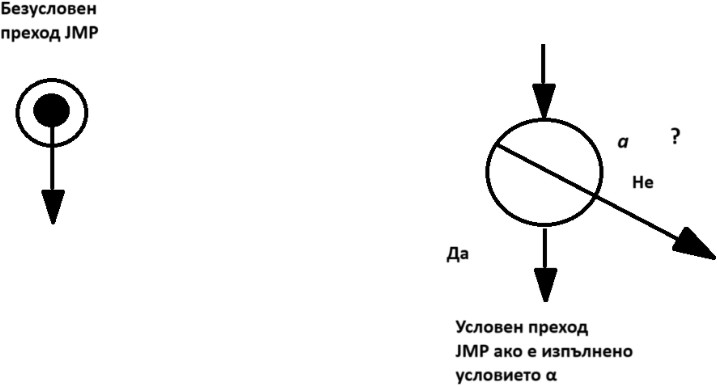 Безусловен
преход JMP
a ?
Не
Да
Условен преход
JMP ако е изпълнено
условието α